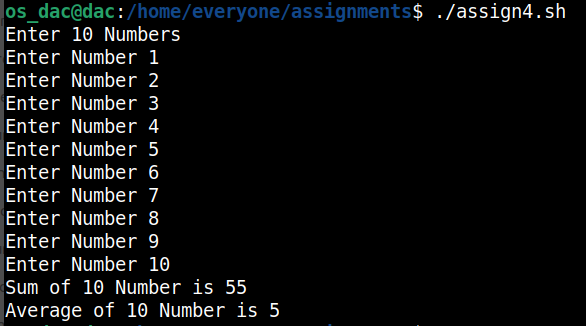 os_dac@dac:/home/everyone/assignments$ ./assign4.sh
Enter 10 Numbers
Enter Number 1
Enter Number 2
Enter Number 3
Enter Number 4
Enter Number 5
Enter Number 6
Enter Number 7
Enter Number 8
Enter Number 9
Enter Number 10
Sum of 10 Number is 55
Average of 10 Number is 5